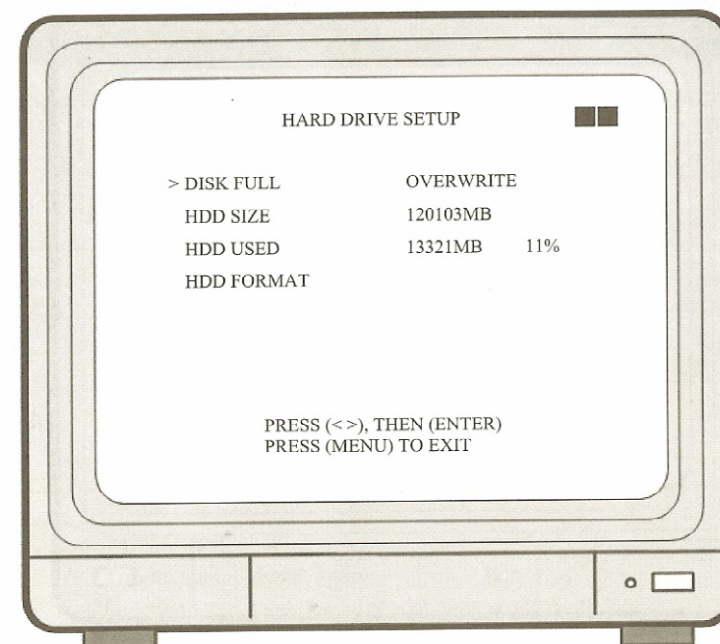 HARD DRIVE SETUP
> DISK FULL OVERWRITE
HDD SIZE 120103MB
HDD USED 13321MB 11%
HDD FORMAT
PRESS (< >), THEN (ENTER)
PRESS (MENU) TO EXIT